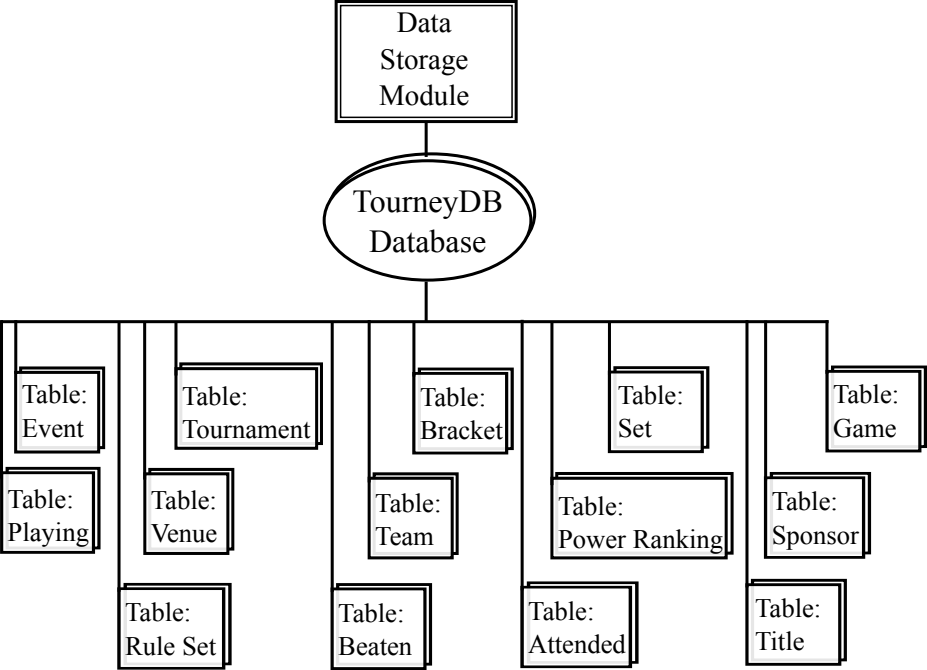 Data
Storage
Module
TourneyDB
Database
Table:
Event
Table:
Tournament
Table:
Bracket
Table:
Set
Table:
Game
Table:
Playing
Table:
Venue
Table:
Team
Table:
Power Ranking
Table:
Sponsor
Table:
Rule Set
Table:
Beaten
Table:
Attended
Table:
Title